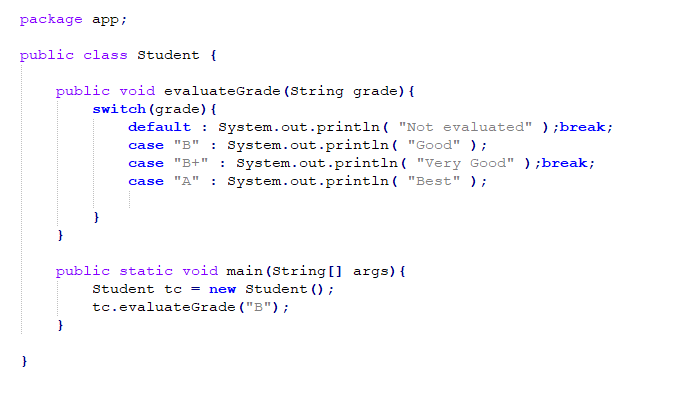 package app;
public class Student {
public void evaluateGrade(String grade){
switch(grade){
default : System.out.println( "Not evaluated" );break;
case "B" : System.out.println( "Good" );
case "B+" : System.out.println( "Very Good" );break;
case "A" : System.out.println( "Best" );
}
}
public static void main(String[] args){
Student tc = new Student();
tc.evaluateGrade("B");
}
}